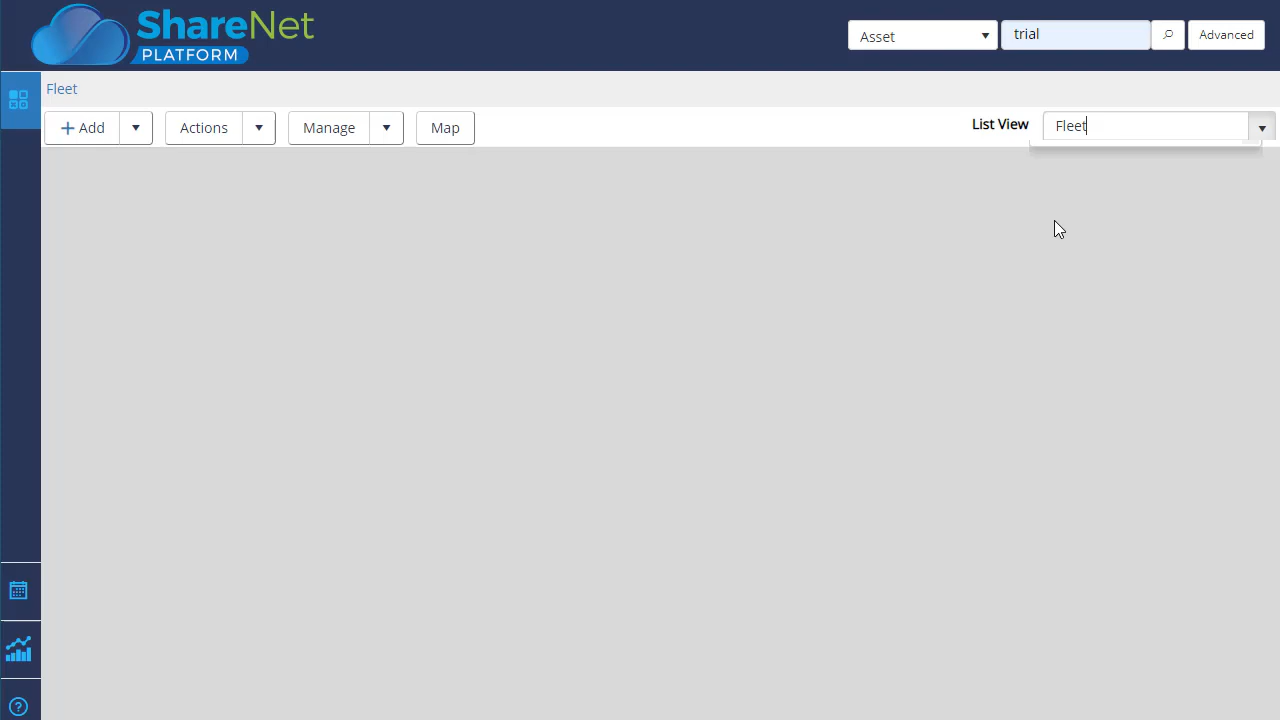 ShareNet
PLATFORM
Asset
trial
Advanced
Fleet
Add
Actions
Manage
Map
List View
Fleet
?